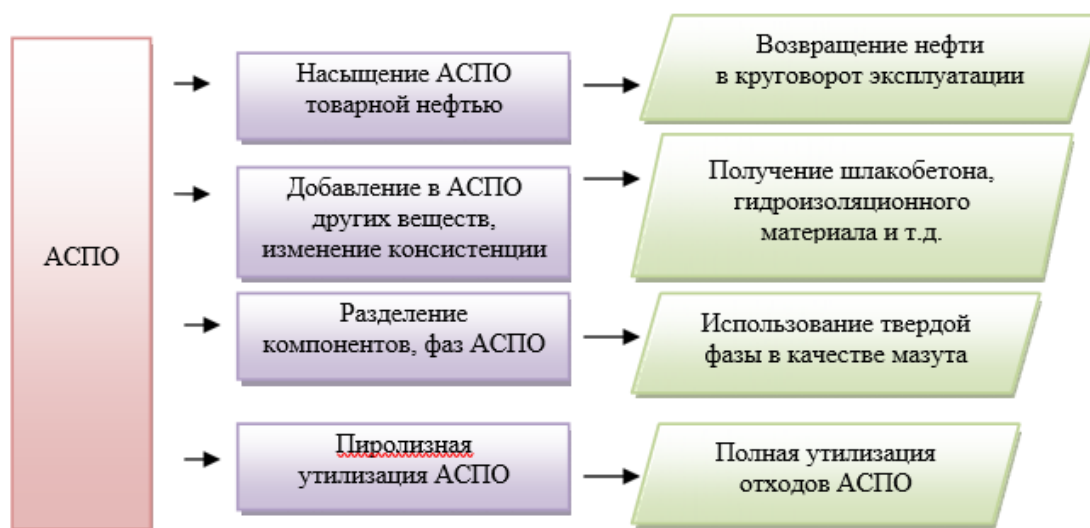 АСПО
Насыщение АСПО
товарной нефтью
Возвращение нефти
в круговорот эксплуатации
Добавление в АСПО
других веществ,
изменение консистенции
Получение шлакобетона,
гидроизоляционного
материала и т.д.
Разделение
компонентов, фаз АСПО
Использование твердой
фазы в качестве мазута
Пиролизная
утилизация АСПО
Полная утилизация
отходов АСПО